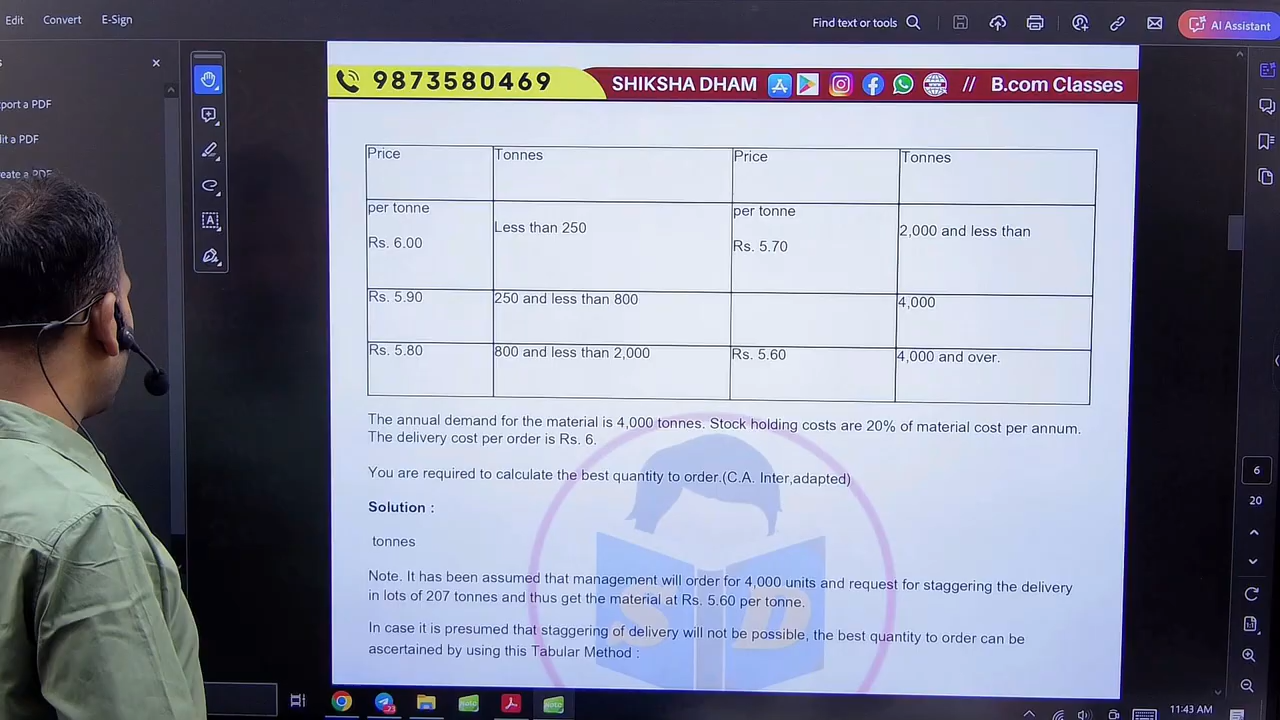 Edit Convert E-Sign
Find text or tools
AI Assistant
s
port a PDF
dit a PDF
eate a PDF
9873580469 SHIKSHA DHAM // B.com Classes
Price Tonnes Price Tonnes
per tonne Less than 250 per tonne 2,000 and less than
Rs. 6.00 Rs. 5.70
Rs. 5.90 250 and less than 800 4,000
Rs. 5.80 800 and less than 2,000 Rs. 5.60 4,000 and over.
The annual demand for the material is 4,000 tonnes. Stock holding costs are 20% of material cost per annum.
The delivery cost per order is Rs. 6.
You are required to calculate the best quantity to order.(C.A. Inter,adapted)
Solution :
tonnes
Note. It has been assumed that management will order for 4,000 units and request for staggering the delivery
in lots of 207 tonnes and thus get the material at Rs. 5.60 per tonne.
In case it is presumed that staggering of delivery will not be possible, the best quantity to order can be
ascertained by using this Tabular Method :
S D
6
20
11:43 AM